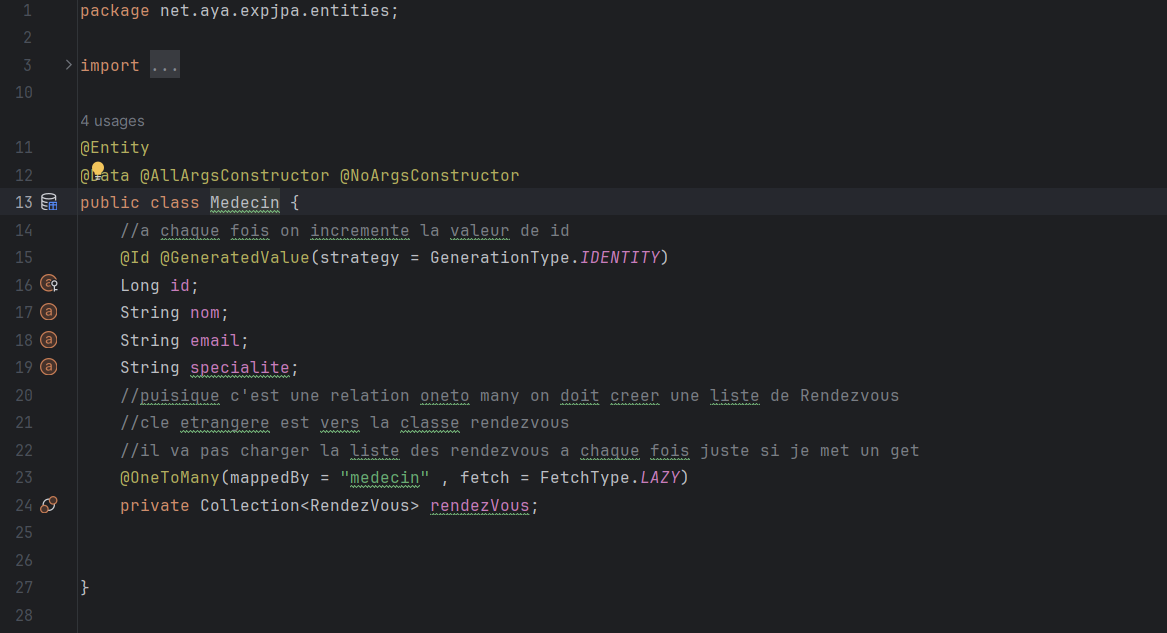 1 package net.aya.expjpa.entities;
2
3 import ...
10
4 usages
11 @Entity
12 @Data @AllArgsConstructor @NoArgsConstructor
13 public class Medecin {
14 //a chaque fois on incremente la valeur de id
15 @Id @GeneratedValue(strategy = GenerationType.IDENTITY)
16 Long id;
17 String nom;
18 String email;
19 String specialite;
20 //puisique c'est une relation oneto many on doit creer une liste de Rendezvous
21 //cle etrangere est vers la classe rendezvous
22 //il va pas charger la liste des rendezvous a chaque fois juste si je met un get
23 @OneToMany(mappedBy = "medecin" , fetch = FetchType.LAZY)
24 private Collection<RendezVous> rendezVous;
25
26
27 }
28